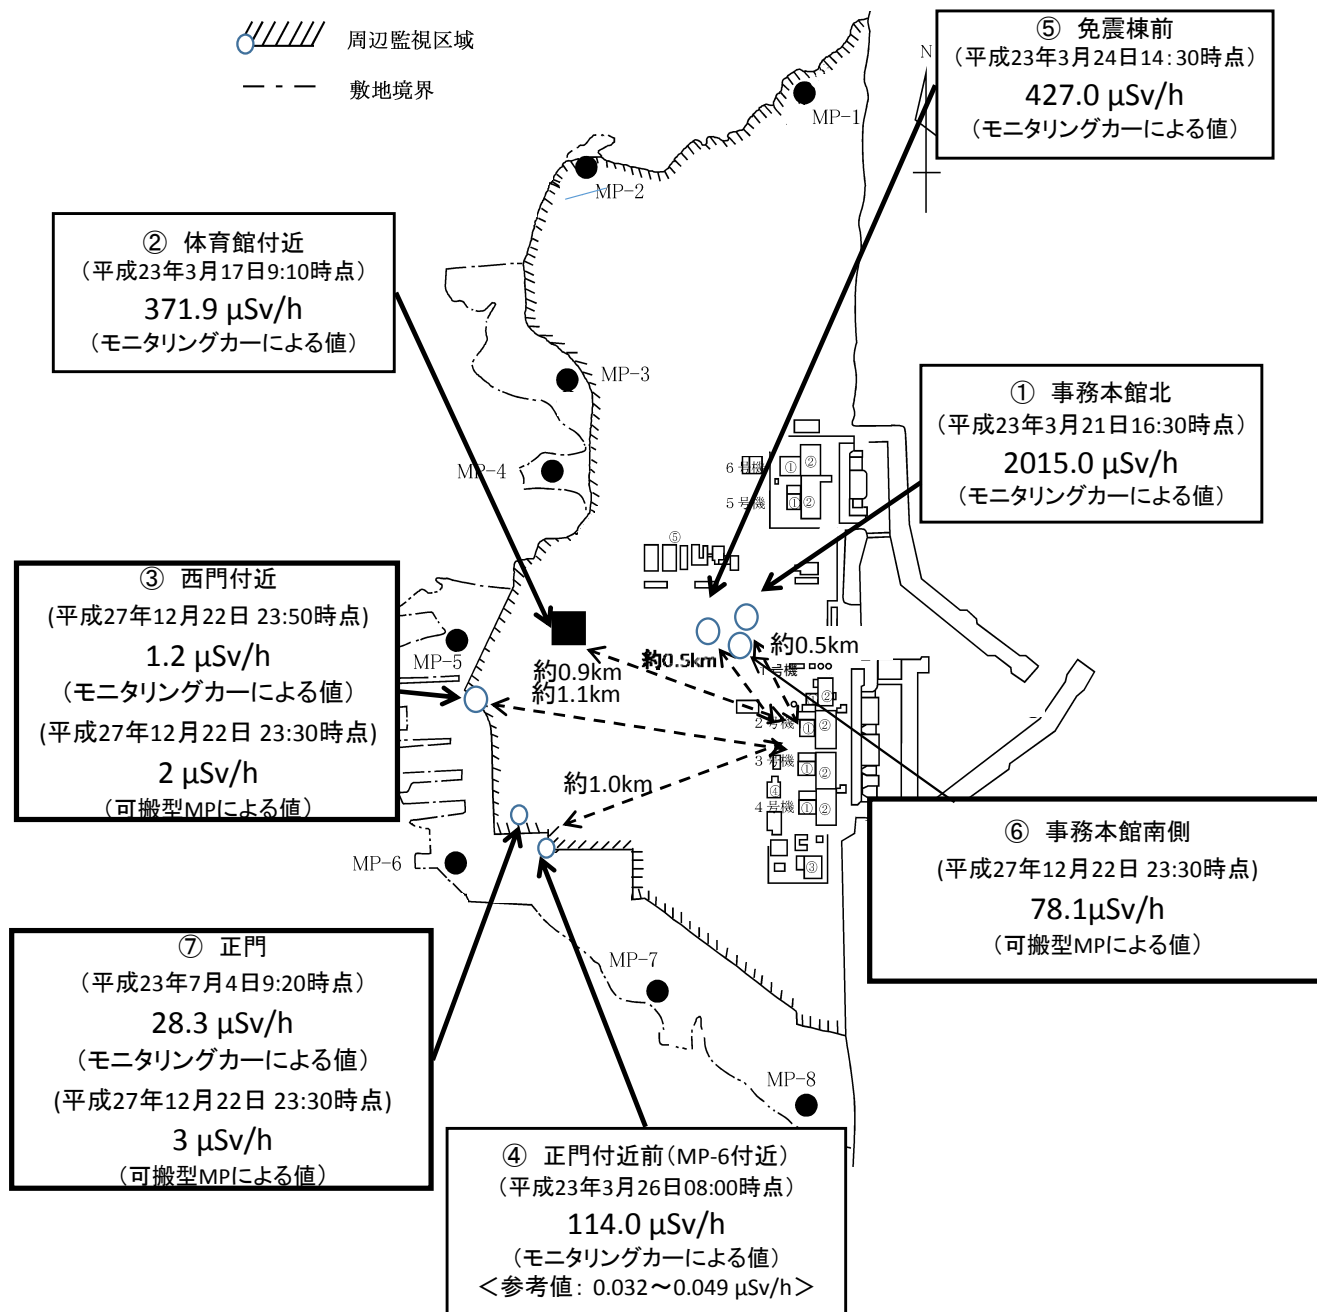 周辺監視区域
敷地境界
⑤ 免震棟前
（平成23年3月24日14：30時点）
427.0 μSv/h
（モニタリングカーによる値）
N
MP-1
MP-2
② 体育館付近
（平成23年3月17日9:10時点）
371.9 μSv/h
（モニタリングカーによる値）
MP-3
① 事務本館北
（平成23年3月21日16:30時点）
2015.0 μSv/h
（モニタリングカーによる値）
MP-4
6号機
①
②
5号機
①
②
⑤
③ 西門付近
(平成27年12月22日 23:50時点)
1.2 μSv/h
（モニタリングカーによる値）
(平成27年12月22日 23:30時点)
2 μSv/h
（可搬型MPによる値）
MP-5
約0.9km
約1.1km
約0.5km
約0.5km
1号機
②
2号機
①
②
3号機
①
②
④
4号機
①
②
③
約1.0km
MP-6
⑥ 事務本館南側
(平成27年12月22日 23:30時点)
78.1μSv/h
（可搬型MPによる値）
⑦ 正門
（平成23年7月4日9:20時点）
28.3 μSv/h
（モニタリングカーによる値）
(平成27年12月22日 23:30時点)
3 μSv/h
（可搬型MPによる値）
MP-7
MP-8
④ 正門付近前（MP-6付近）
（平成23年3月26日08:00時点）
114.0 μSv/h
（モニタリングカーによる値）
＜参考値：0.032～0.049 μSv/h＞